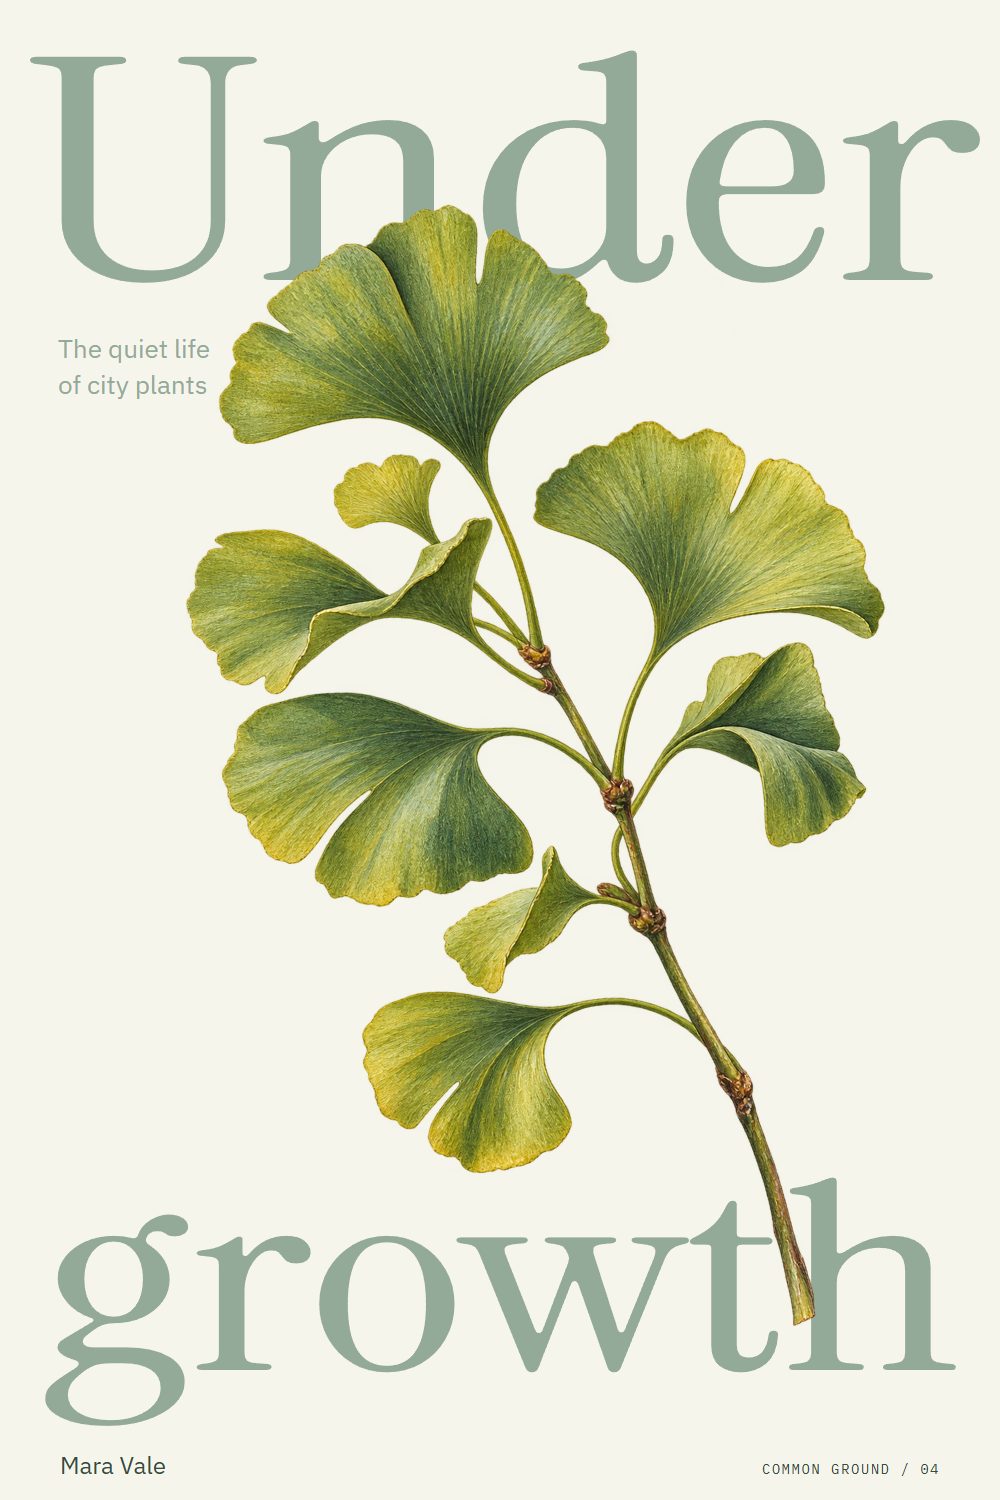 Under
The quiet life
of city plants
growth
Mara Vale
COMMON GROUND / 04